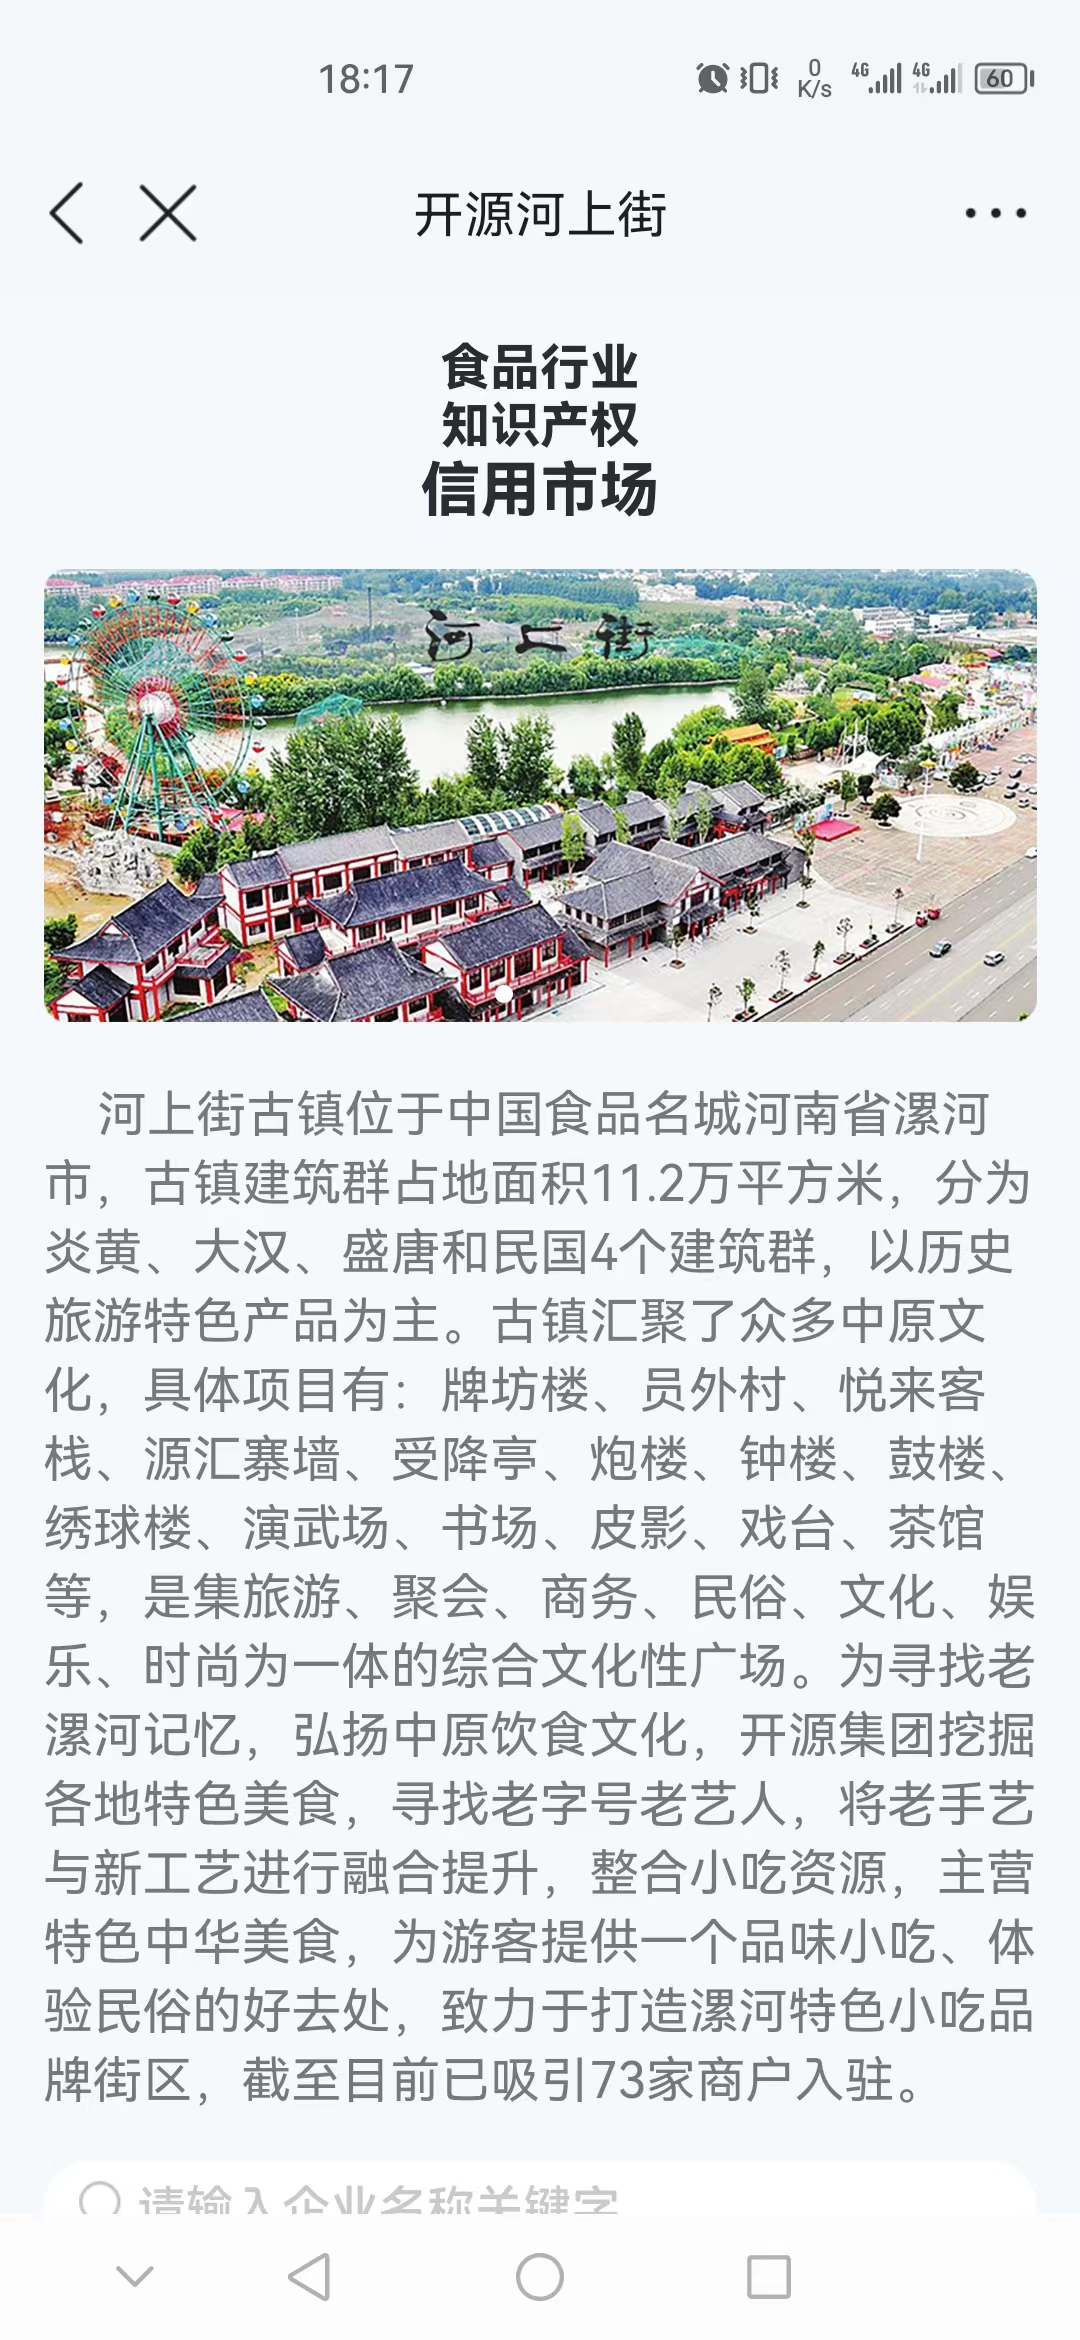 18:17
0
K/s
4G
4G
60
开源河上街
食品行业
知识产权
信用市场
河上街
河上街古镇位于中国食品名城河南省漯河
市，古镇建筑群占地面积11.2万平方米，分为
炎黄、大汉、盛唐和民国4个建筑群，以历史
旅游特色产品为主。古镇汇聚了众多中原文
化，具体项目有：牌坊楼、员外村、悦来客
栈、源汇寨墙、受降亭、炮楼、钟楼、鼓楼、
绣球楼、演武场、书场、皮影、戏台、茶馆
等，是集旅游、聚会、商务、民俗、文化、娱
乐、时尚为一体的综合文化性广场。为寻找老
漯河记忆，弘扬中原饮食文化，开源集团挖掘
各地特色美食，寻找老字号老艺人，将老手艺
与新工艺进行融合提升，整合小吃资源，主营
特色中华美食，为游客提供一个品味小吃、体
验民俗的好去处，致力于打造漯河特色小吃品
牌街区，截至目前已吸引73家商户入驻。
请输入企业名称关键字